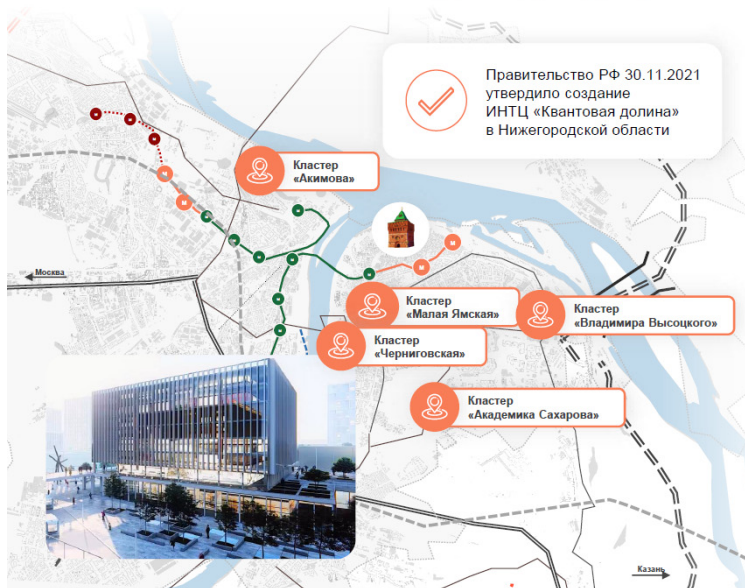 Правительство РФ 30.11.2021
утвердило создание
ИНТЦ «Квантовая долина»
в Нижегородской области
Кластер
«Акимова»
Москва
Кластер
«Малая Ямская»
Кластер
«Владимира Высоцкого»
Кластер
«Черниговская»
Кластер
«Академика Сахарова»
Казань